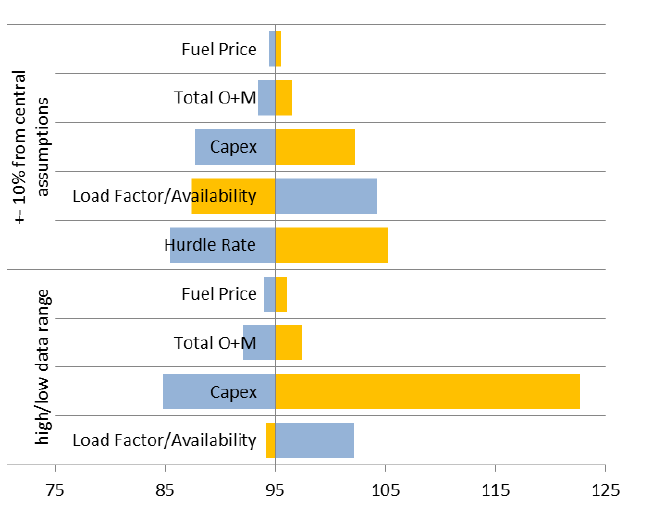 +- 10% from central
assumptions
Fuel Price
Total O+M
Capex
Load Factor/Availability
Hurdle Rate
high/low data range
Fuel Price
Total O+M
Capex
Load Factor/Availability
75 85 95 105 115 125